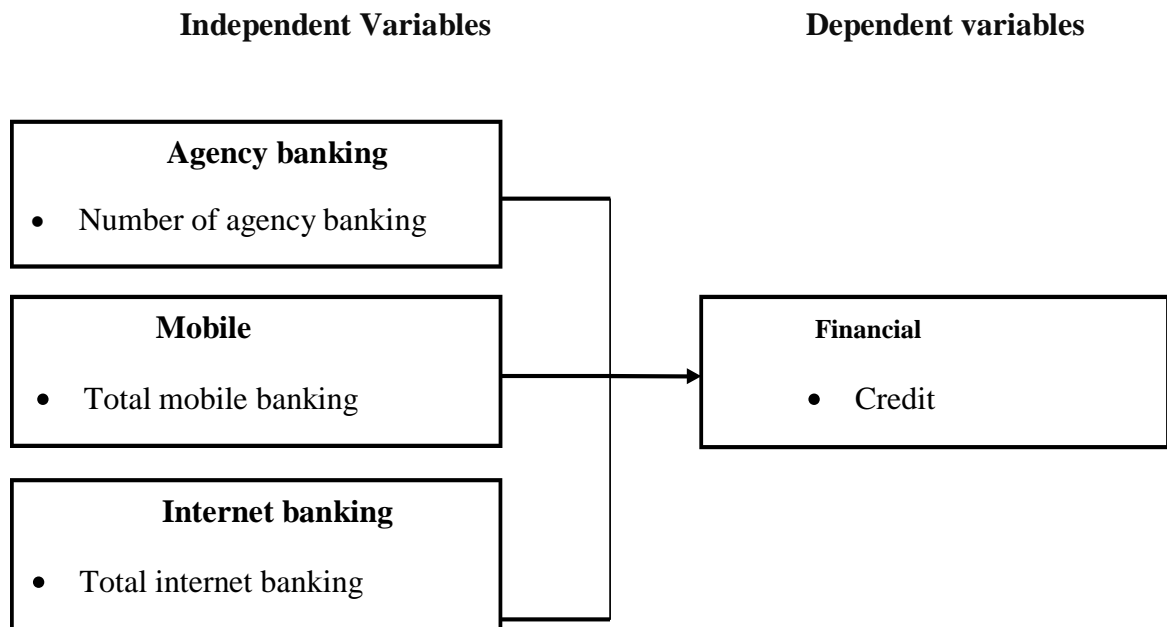 Independent Variables
Dependent variables
Agency banking
• Number of agency banking
Mobile
• Total mobile banking
Financial
• Credit
Internet banking
• Total internet banking